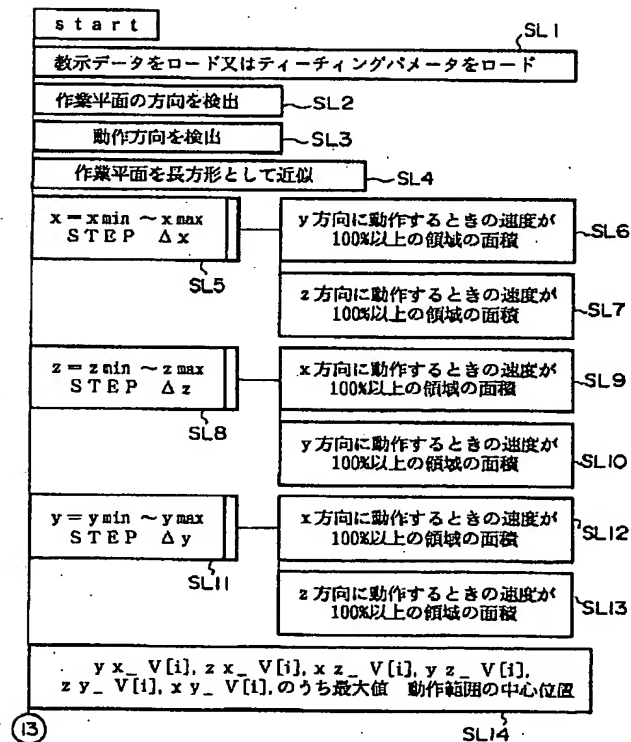 start
SL1
教示データをロード又はティーチングパメータをロード
作業平面の方向を検出
SL2
動作方向を検出
SL3
作業平面を長方形として近似
SL4
x=xmin ~xmax
STEP Δx
SL5
y方向に動作するときの速度が
100%以上の領域の面積
SL6
z方向に動作するときの速度が
100%以上の領域の面積
SL7
z=zmin ~zmax
STEP Δz
SL8
x方向に動作するときの速度が
100%以上の領域の面積
SL9
y方向に動作するときの速度が
100%以上の領域の面積
SL10
y=ymin ~ymax
STEP Δy
SL11
x方向に動作するときの速度が
100%以上の領域の面積
SL12
z方向に動作するときの速度が
100%以上の領域の面積
SL13
yx_V[i], zx_V[i], xz_V[i], yz_V[i],
zy_V[i], xy_V[i], のうち最大値 動作範囲の中心位置
SL14
13